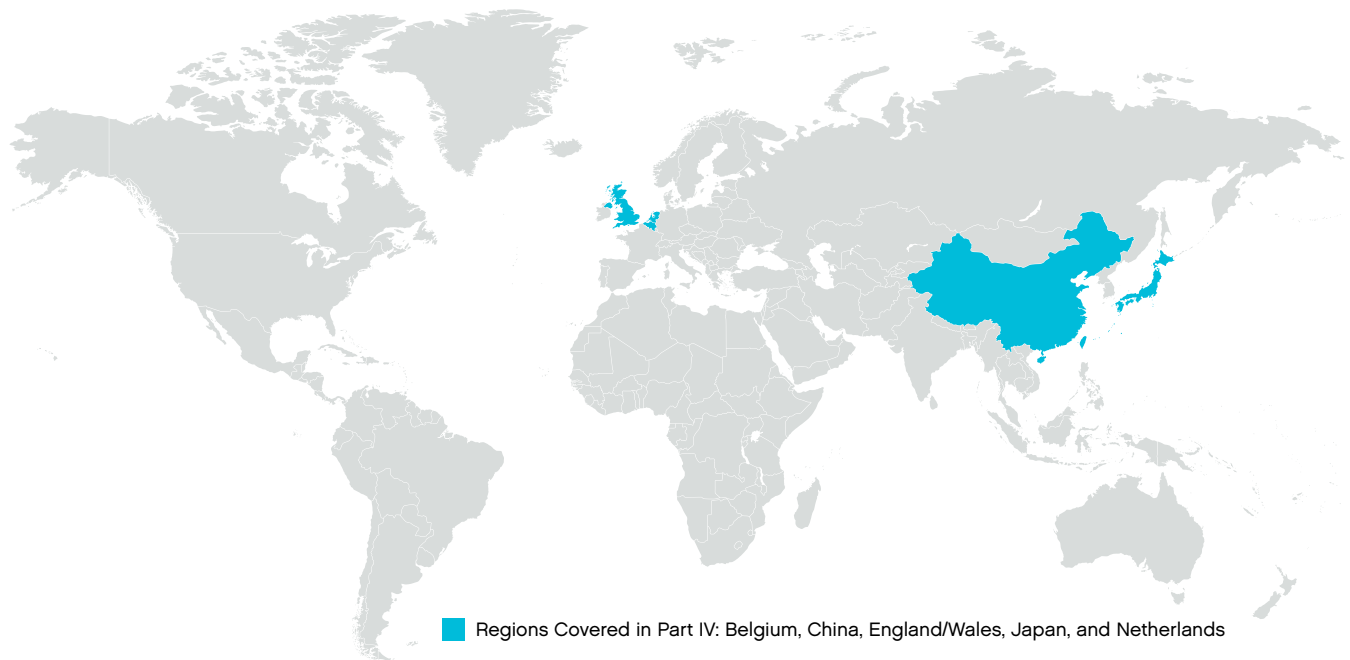 Regions Covered in Part IV: Belgium, China, England/Wales, Japan, and Netherlands